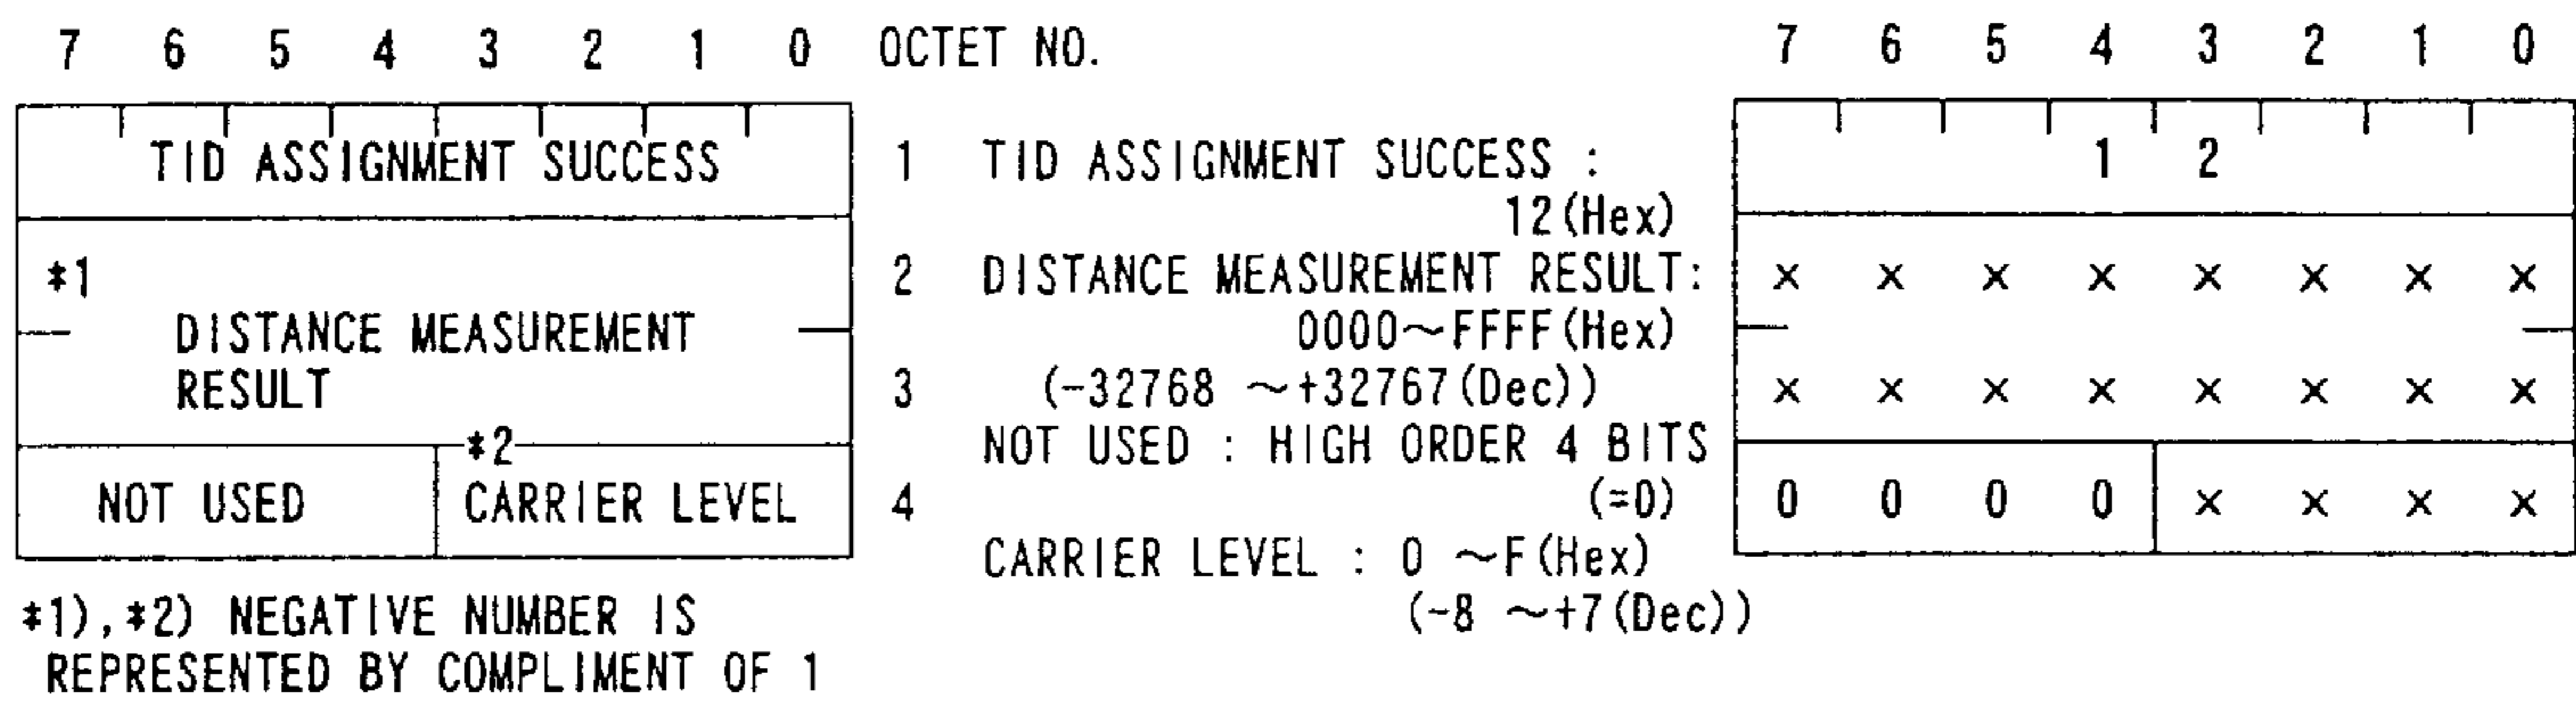 7 6 5 4 3 2 1 0 OCTET NO. 7 6 5 4 3 2 1 0
TID ASSIGNMENT SUCCESS
1 TID ASSIGNMENT SUCCESS :
12(Hex)
1 2
*1
DISTANCE MEASUREMENT
RESULT
2 DISTANCE MEASUREMENT RESULT:
0000~FFFF(Hex)
3 (-32768 ~+32767(Dec))
× × × × × × × ×
× × × × × × × ×
*2
NOT USED CARRIER LEVEL
NOT USED : HIGH ORDER 4 BITS
4 (=0)
CARRIER LEVEL : 0 ~F(Hex)
(-8 ~+7(Dec))
0 0 0 0 × × × ×
*1),*2) NEGATIVE NUMBER IS
REPRESENTED BY COMPLIMENT OF 1